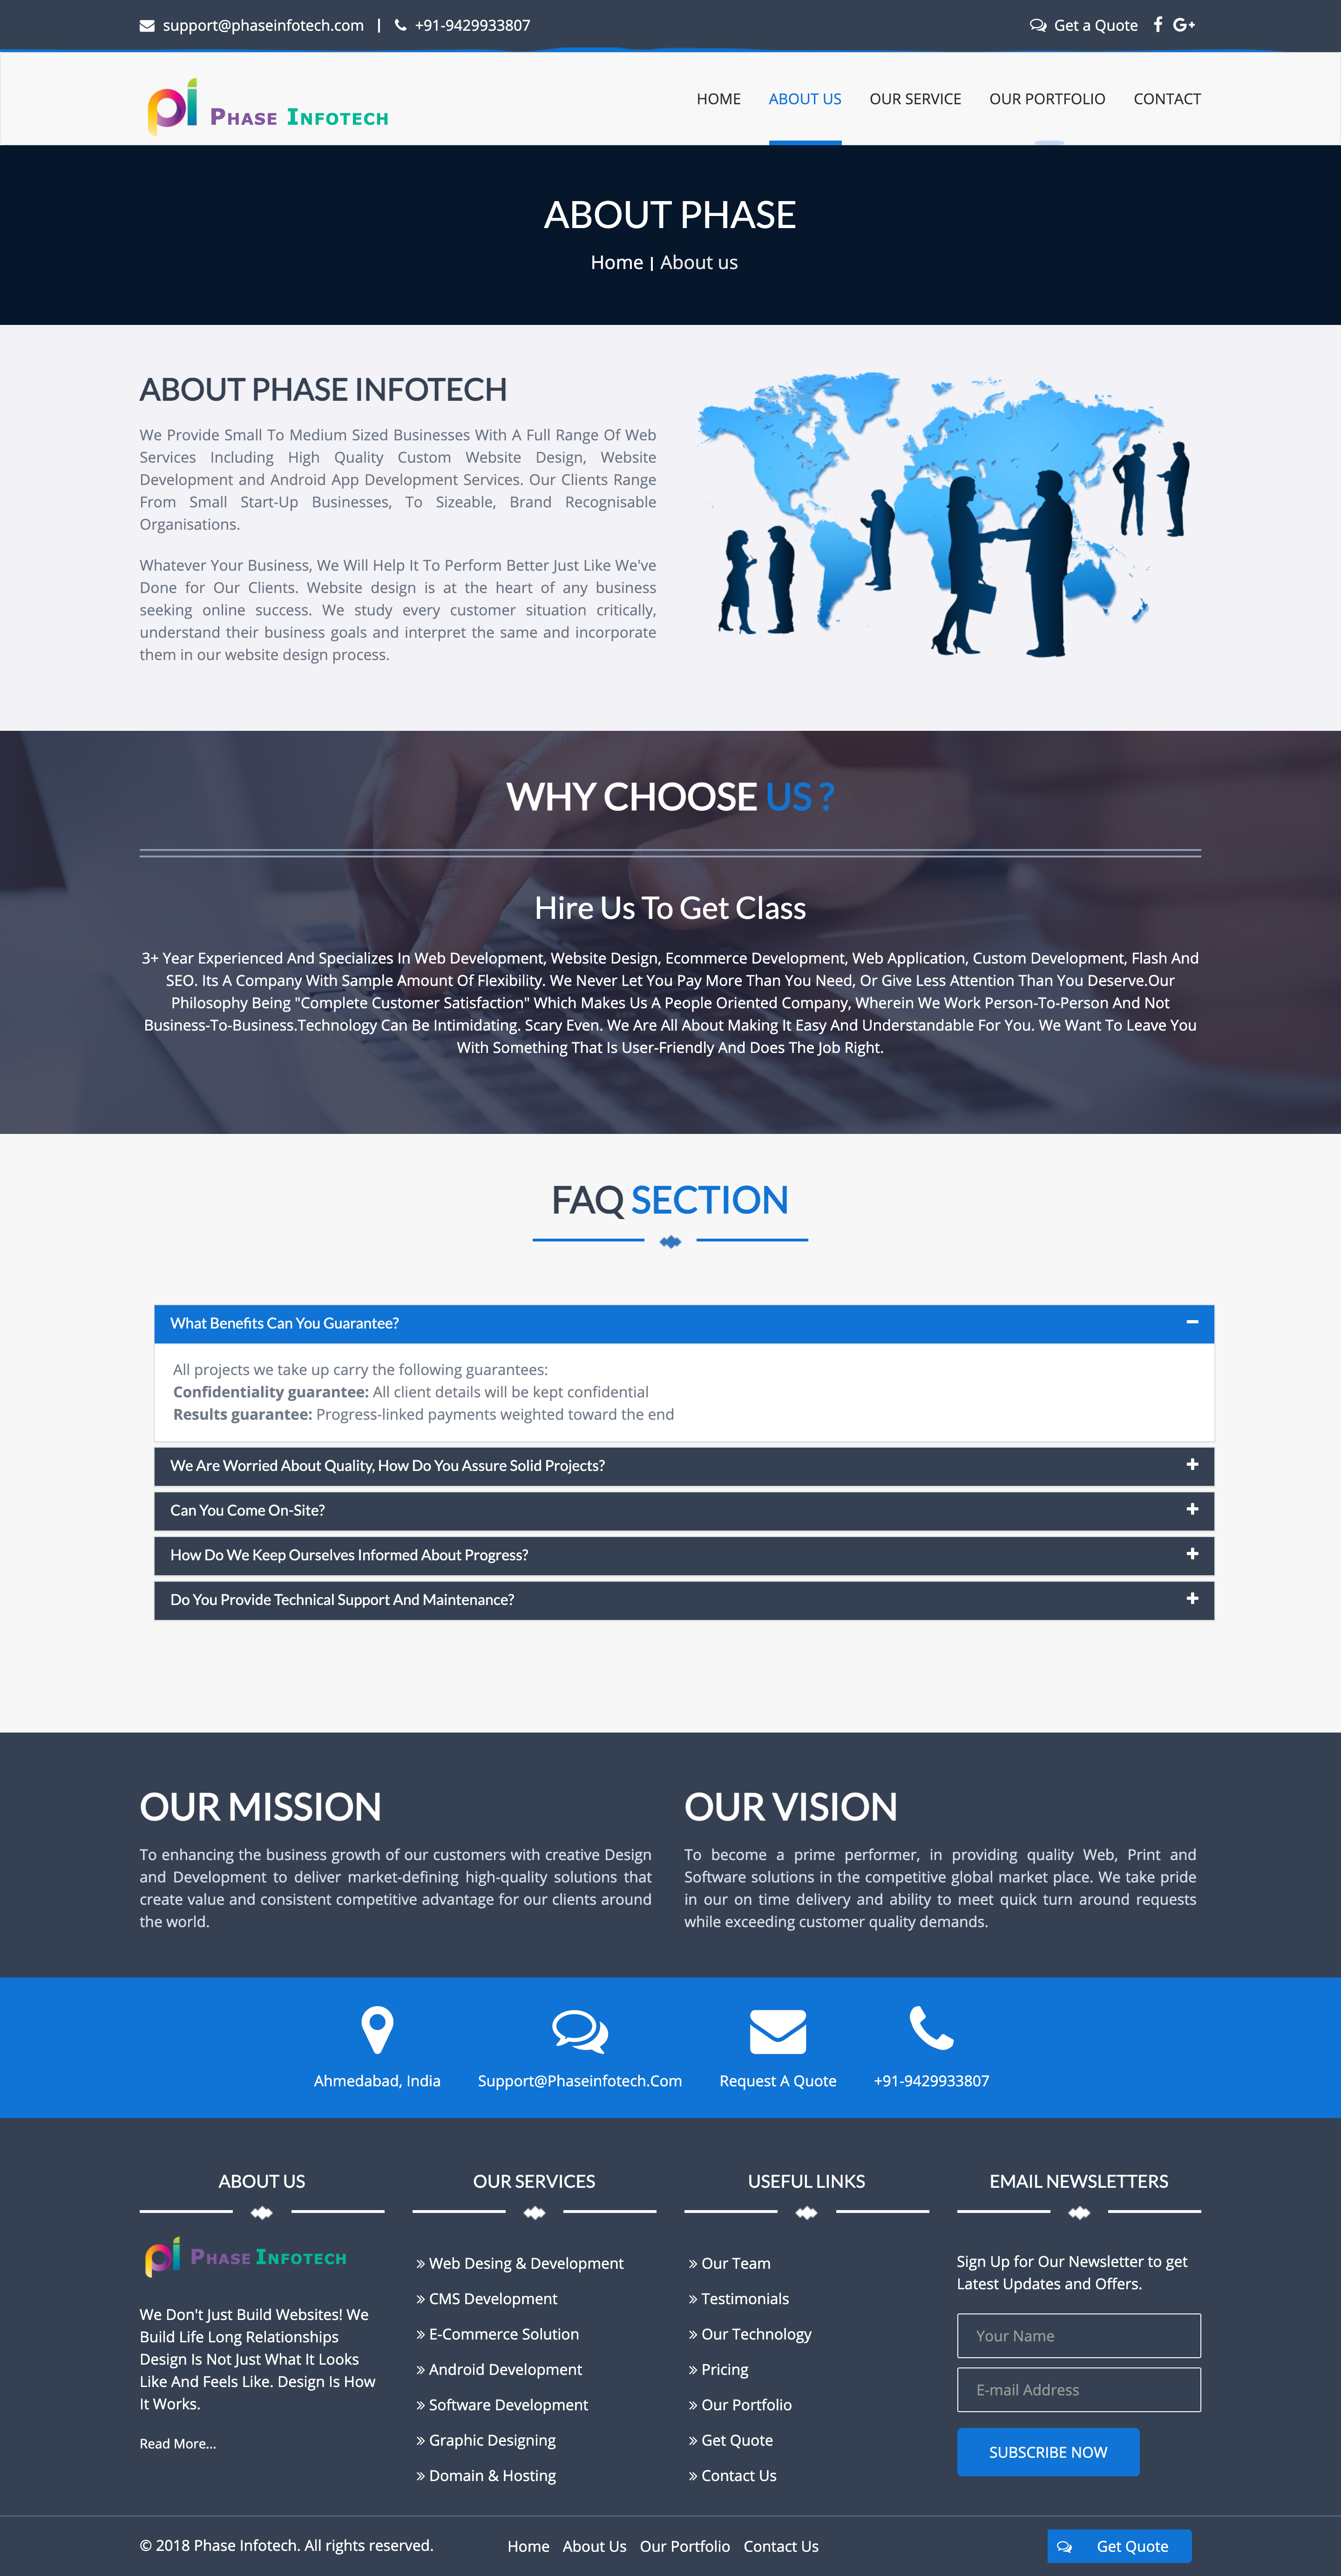 support@phaseinfotech.com | +91-9429933807
Get a Quote
PHASE INFOTECH
HOME ABOUT US OUR SERVICE OUR PORTFOLIO CONTACT
ABOUT PHASE
Home | About us
ABOUT PHASE INFOTECH
We Provide Small To Medium Sized Businesses With A Full Range Of Web
Services Including High Quality Custom Website Design, Website
Development and Android App Development Services. Our Clients Range
From Small Start-Up Businesses, To Sizeable, Brand Recognisable
Organisations.
Whatever Your Business, We Will Help It To Perform Better Just Like We've
Done for Our Clients. Website design is at the heart of any business
seeking online success. We study every customer situation critically,
understand their business goals and interpret the same and incorporate
them in our website design process.
WHY CHOOSE US ?
Hire Us To Get Class
3+ Year Experienced And Specializes In Web Development, Website Design, Ecommerce Development, Web Application, Custom Development, Flash And
SEO. Its A Company With Sample Amount Of Flexibility. We Never Let You Pay More Than You Need, Or Give Less Attention Than You Deserve.Our
Philosophy Being "Complete Customer Satisfaction" Which Makes Us A People Oriented Company, Wherein We Work Person-To-Person And Not
Business-To-Business.Technology Can Be Intimidating. Scary Even. We Are All About Making It Easy And Understandable For You. We Want To Leave You
With Something That Is User-Friendly And Does The Job Right.
FAQ SECTION
What Benefits Can You Guarantee?
All projects we take up carry the following guarantees:
Confidentiality guarantee: All client details will be kept confidential
Results guarantee: Progress-linked payments weighted toward the end
We Are Worried About Quality, How Do You Assure Solid Projects?
Can You Come On-Site?
How Do We Keep Ourselves Informed About Progress?
Do You Provide Technical Support And Maintenance?
OUR MISSION
To enhancing the business growth of our customers with creative Design
and Development to deliver market-defining high-quality solutions that
create value and consistent competitive advantage for our clients around
the world.
OUR VISION
To become a prime performer, in providing quality Web, Print and
Software solutions in the competitive global market place. We take pride
in our on time delivery and ability to meet quick turn around requests
while exceeding customer quality demands.
Ahmedabad, India
Support@Phaseinfotech.Com
Request A Quote
+91-9429933807
ABOUT US
PHASE INFOTECH
We Don't Just Build Websites! We
Build Life Long Relationships
Design Is Not Just What It Looks
Like And Feels Like. Design Is How
It Works.
Read More...
OUR SERVICES
Web Desing & Development
CMS Development
E-Commerce Solution
Android Development
Software Development
Graphic Designing
Domain & Hosting
USEFUL LINKS
Our Team
Testimonials
Our Technology
Pricing
Our Portfolio
Get Quote
Contact Us
EMAIL NEWSLETTERS
Sign Up for Our Newsletter to get
Latest Updates and Offers.
Your Name
E-mail Address
SUBSCRIBE NOW
© 2018 Phase Infotech. All rights reserved.
Home About Us Our Portfolio Contact Us
Get Quote